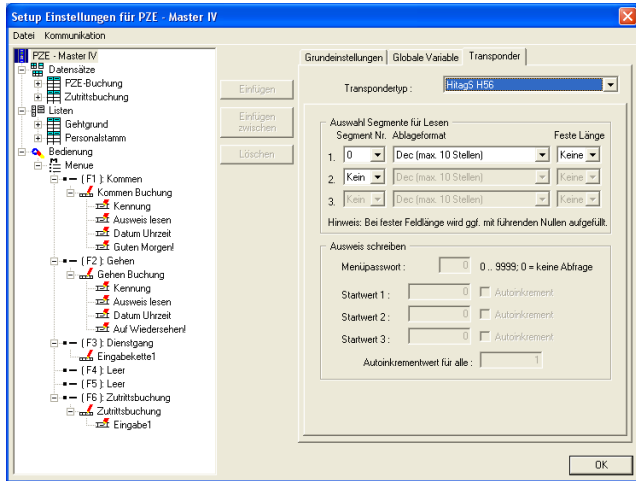 Setup Einstellungen für PZE - Master IV
Datei Kommunikation
PZE - Master IV
Datensätze
PZE-Buchung
Zutrittsbuchung
Listen
Gehtgrund
Personalstamm
Bedienung
Menue
(F1 ): Kommen
Kommen Buchung
Kennung
Ausweis lesen
Datum Uhrzeit
Guten Morgen!
(F2 ): Gehen
Gehen Buchung
Kennung
Ausweis lesen
Datum Uhrzeit
Auf Wiedersehen!
(F3 ): Dienstgang
Eingabekette1
(F4 ): Leer
(F5 ): Leer
(F6 ): Zutrittsbuchung
Zutrittsbuchung
Eingabe1
Einfügen
Einfügen
zwischen
Löschen
Grundeinstellungen Globale Variable Transponder
Transpondertyp : HitagS H56
Auswahl Segmente für Lesen
Segment Nr. Ablageformat Feste Länge
1. 0 Dec (max. 10 Stellen) Keine
2. Kein Dec (max. 10 Stellen) Keine
3. Kein Dec (max. 10 Stellen) Keine
Hinweis: Bei fester Feldlänge wird ggf. mit führenden Nullen aufgefüllt.
Ausweis schreiben
Menüpasswort : 0 0 .. 9999; 0 = keine Abfrage
Startwert 1 : 0 Autoinkrement
Startwert 2 : 0 Autoinkrement
Startwert 3 : 0 Autoinkrement
Autoinkrementwert für alle : 1
OK